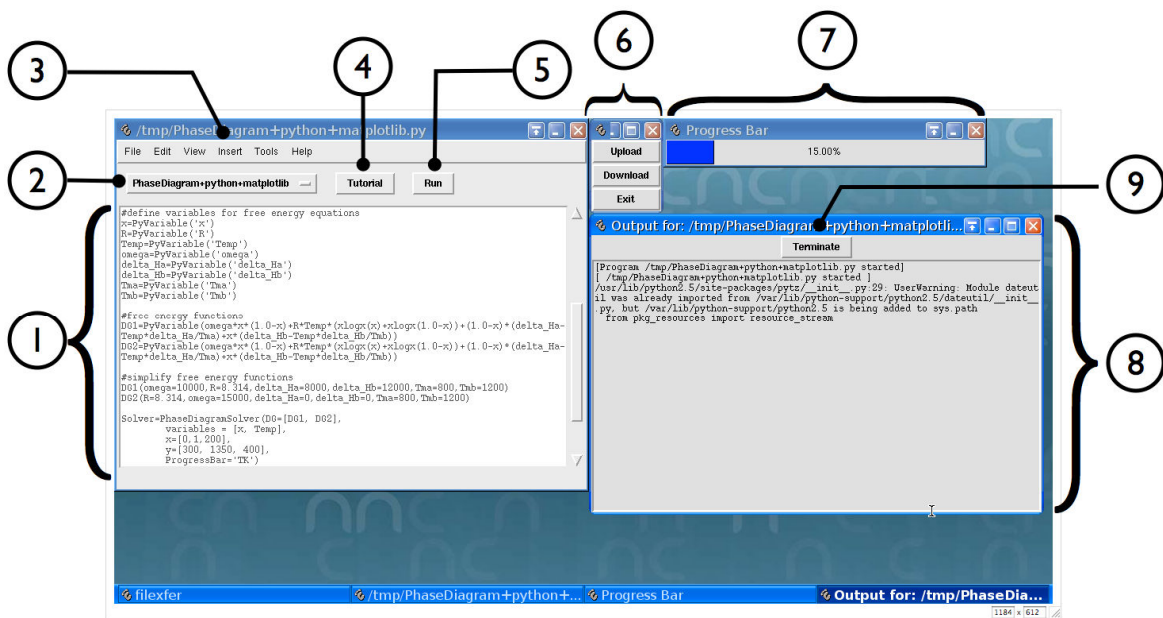 3
4
5
6
7
2
9
1
8
/tmp/PhaseDiagram+python+matplotlib.py
File Edit View Insert Tools Help
PhaseDiagram+python+matplotlib
Tutorial
Run
#define variables for free energy equations
x=PyVariable('x')
R=PyVariable('R')
Temp=PyVariable('Temp')
omega=PyVariable('omega')
delta_Ha=PyVariable('delta_Ha')
delta_Hb=PyVariable('delta_Hb')
Tma=PyVariable('Tma')
Tmb=PyVariable('Tmb')
#free energy functions
DG1=PyVariable(omega*x*(1.0-x)+R*Temp*(xlogx(x)+xlogx(1.0-x))+(1.0-x)*(delta_Ha-
Temp*delta_Ha/Tma)+x*(delta_Hb-Temp*delta_Hb/Tmb))
DG2=PyVariable(omega*x*(1.0-x)+R*Temp*(xlogx(x)+xlogx(1.0-x))+(1.0-x)*(delta_Ha-
Temp*delta_Ha/Tma)+x*(delta_Hb-Temp*delta_Hb/Tmb))
#simplify free energy functions
DG1(omega=10000,R=8.314,delta_Ha=8000,delta_Hb=12000,Tma=800,Tmb=1200)
DG2(R=8.314,omega=15000,delta_Ha=0,delta_Hb=0,Tma=800,Tmb=1200)
Solver=PhaseDiagramSolver(DG=[DG1, DG2],
variables = [x, Temp],
x=[0,1,200],
y=[300, 1350, 400],
ProgressBar='TK')
Upload
Download
Exit
Progress Bar
15.00%
Output for: /tmp/PhaseDiagram+python+matplotli...
Terminate
[Program /tmp/PhaseDiagram+python+matplotlib.py started]
[ /tmp/PhaseDiagram+python+matplotlib.py started ]
/usr/lib/python2.5/site-packages/pytz/__init__.py:29: UserWarning: Module dateut
il was already imported from /var/lib/python-support/python2.5/dateutil/__init__
.py, but /var/lib/python-support/python2.5 is being added to sys.path
from pkg_resources import resource_stream
filexfer
/tmp/PhaseDiagram+python+...
Progress Bar
Output for: /tmp/PhaseDia...
1184 x 612